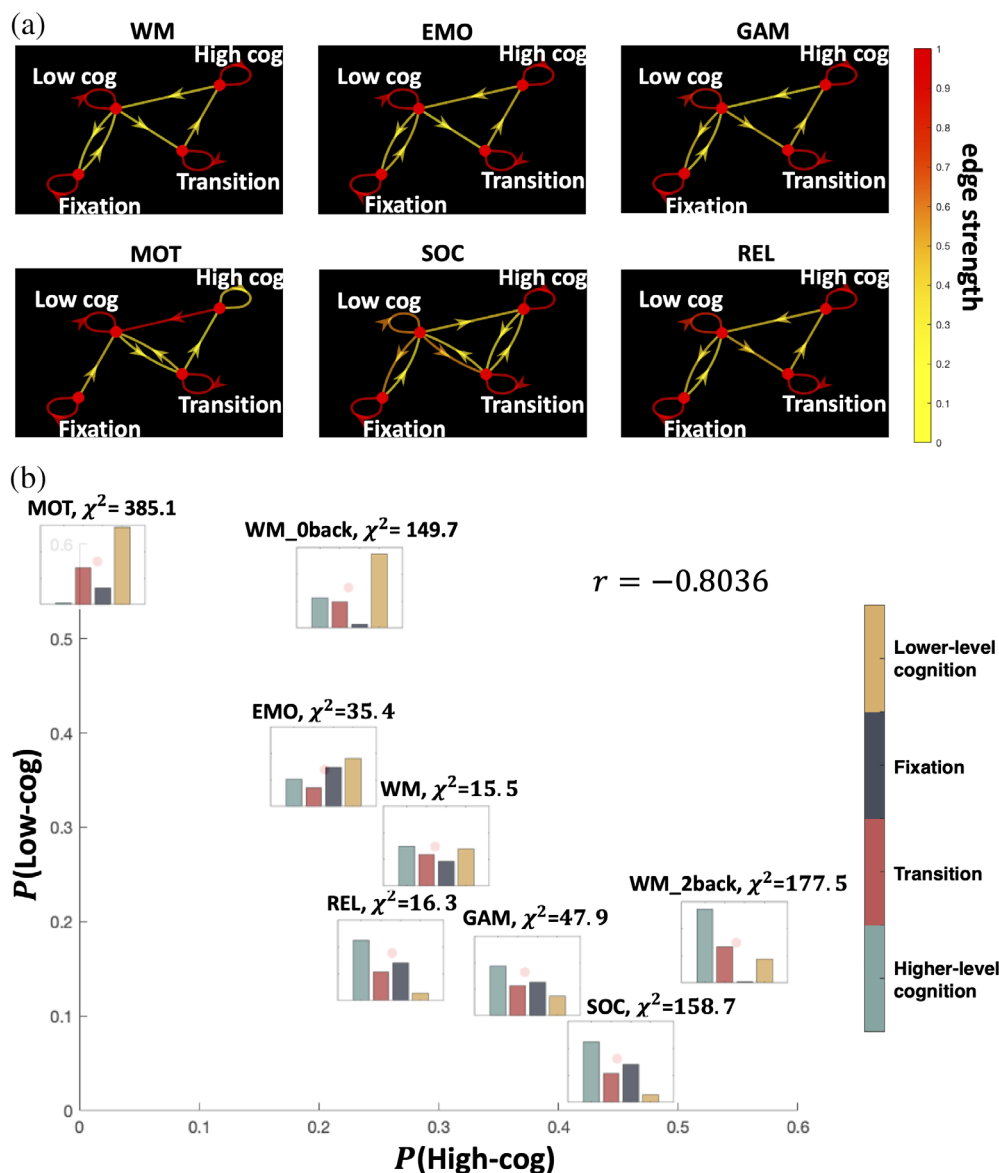 (a)
WM
EMO
GAM
High cog
Low cog
Transition
Fixation
High cog
Low cog
Transition
Fixation
High cog
Low cog
Transition
Fixation
MOT
SOC
REL
High cog
Low cog
Transition
Fixation
High cog
Low cog
Transition
Fixation
High cog
Low cog
Transition
Fixation
1
0.9
0.8
0.7
0.6
0.5
0.4
0.3
0.2
0.1
0
edge strength
(b)
MOT, χ²= 385.1
WM_0back, χ²= 149.7
r = −0.8036
EMO, χ²=35.4
WM, χ²=15.5
REL, χ²=16.3
GAM, χ²=47.9
WM_2back, χ²=177.5
SOC, χ²=158.7
0.6
0.5
0.4
0.3
0.2
0.1
0
P(Low-cog)
0
0.1
0.2
0.3
0.4
0.5
0.6
P(High-cog)
Lower-level
cognition
Fixation
Transition
Higher-level
cognition